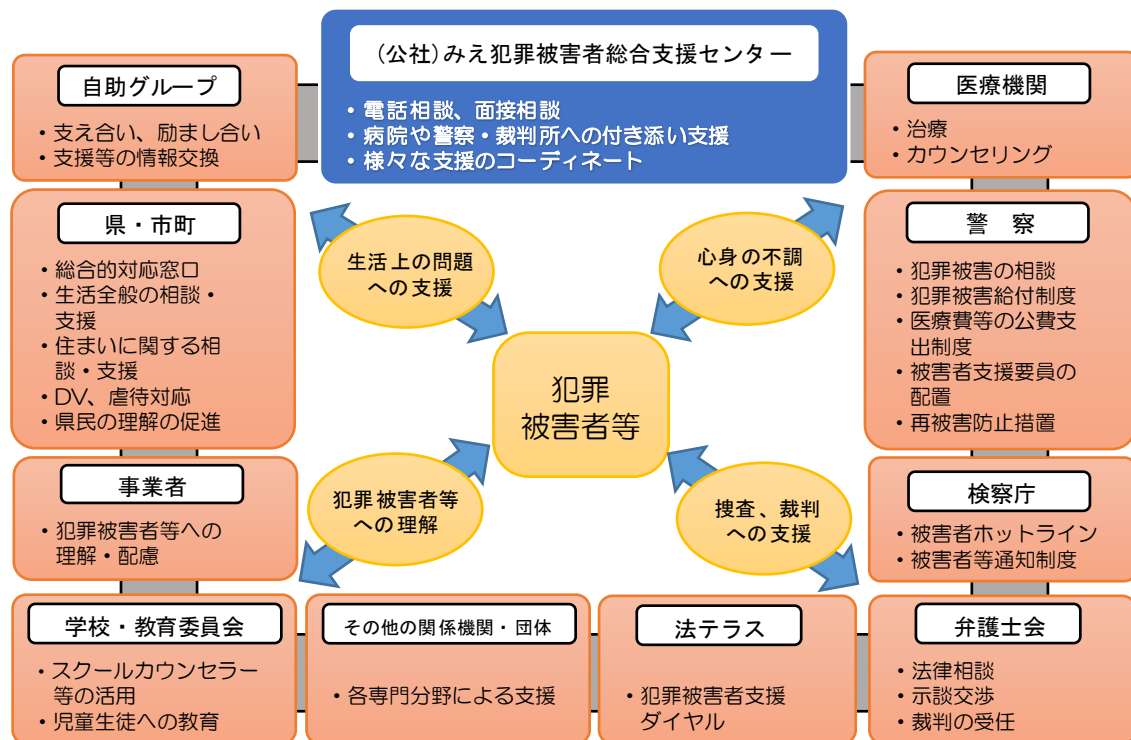 (公社)みえ犯罪被害者総合支援センター
・電話相談、面接相談
・病院や警察・裁判所への付き添い支援
・様々な支援のコーディネート
自助グループ
・支え合い、励まし合い
・支援等の情報交換
医療機関
・治療
・カウンセリング
県・市町
・総合的対応窓口
・生活全般の相談・
支援
・住まいに関する相
談・支援
・DV、虐待対応
・県民の理解の促進
生活上の問題
への支援
心身の不調
への支援
警　察
・犯罪被害の相談
・犯罪被害給付制度
・医療費等の公費支
出制度
・被害者支援要員の
配置
・再被害防止措置
犯罪
被害者等
事業者
・犯罪被害者等への
理解・配慮
犯罪被害者等
への理解
捜査、裁判
への支援
検察庁
・被害者ホットライン
・被害者等通知制度
学校・教育委員会
・スクールカウンセラー
等の活用
・児童生徒への教育
その他の関係機関・団体
・各専門分野による支援
法テラス
・犯罪被害者支援
ダイヤル
弁護士会
・法律相談
・示談交渉
・裁判の受任